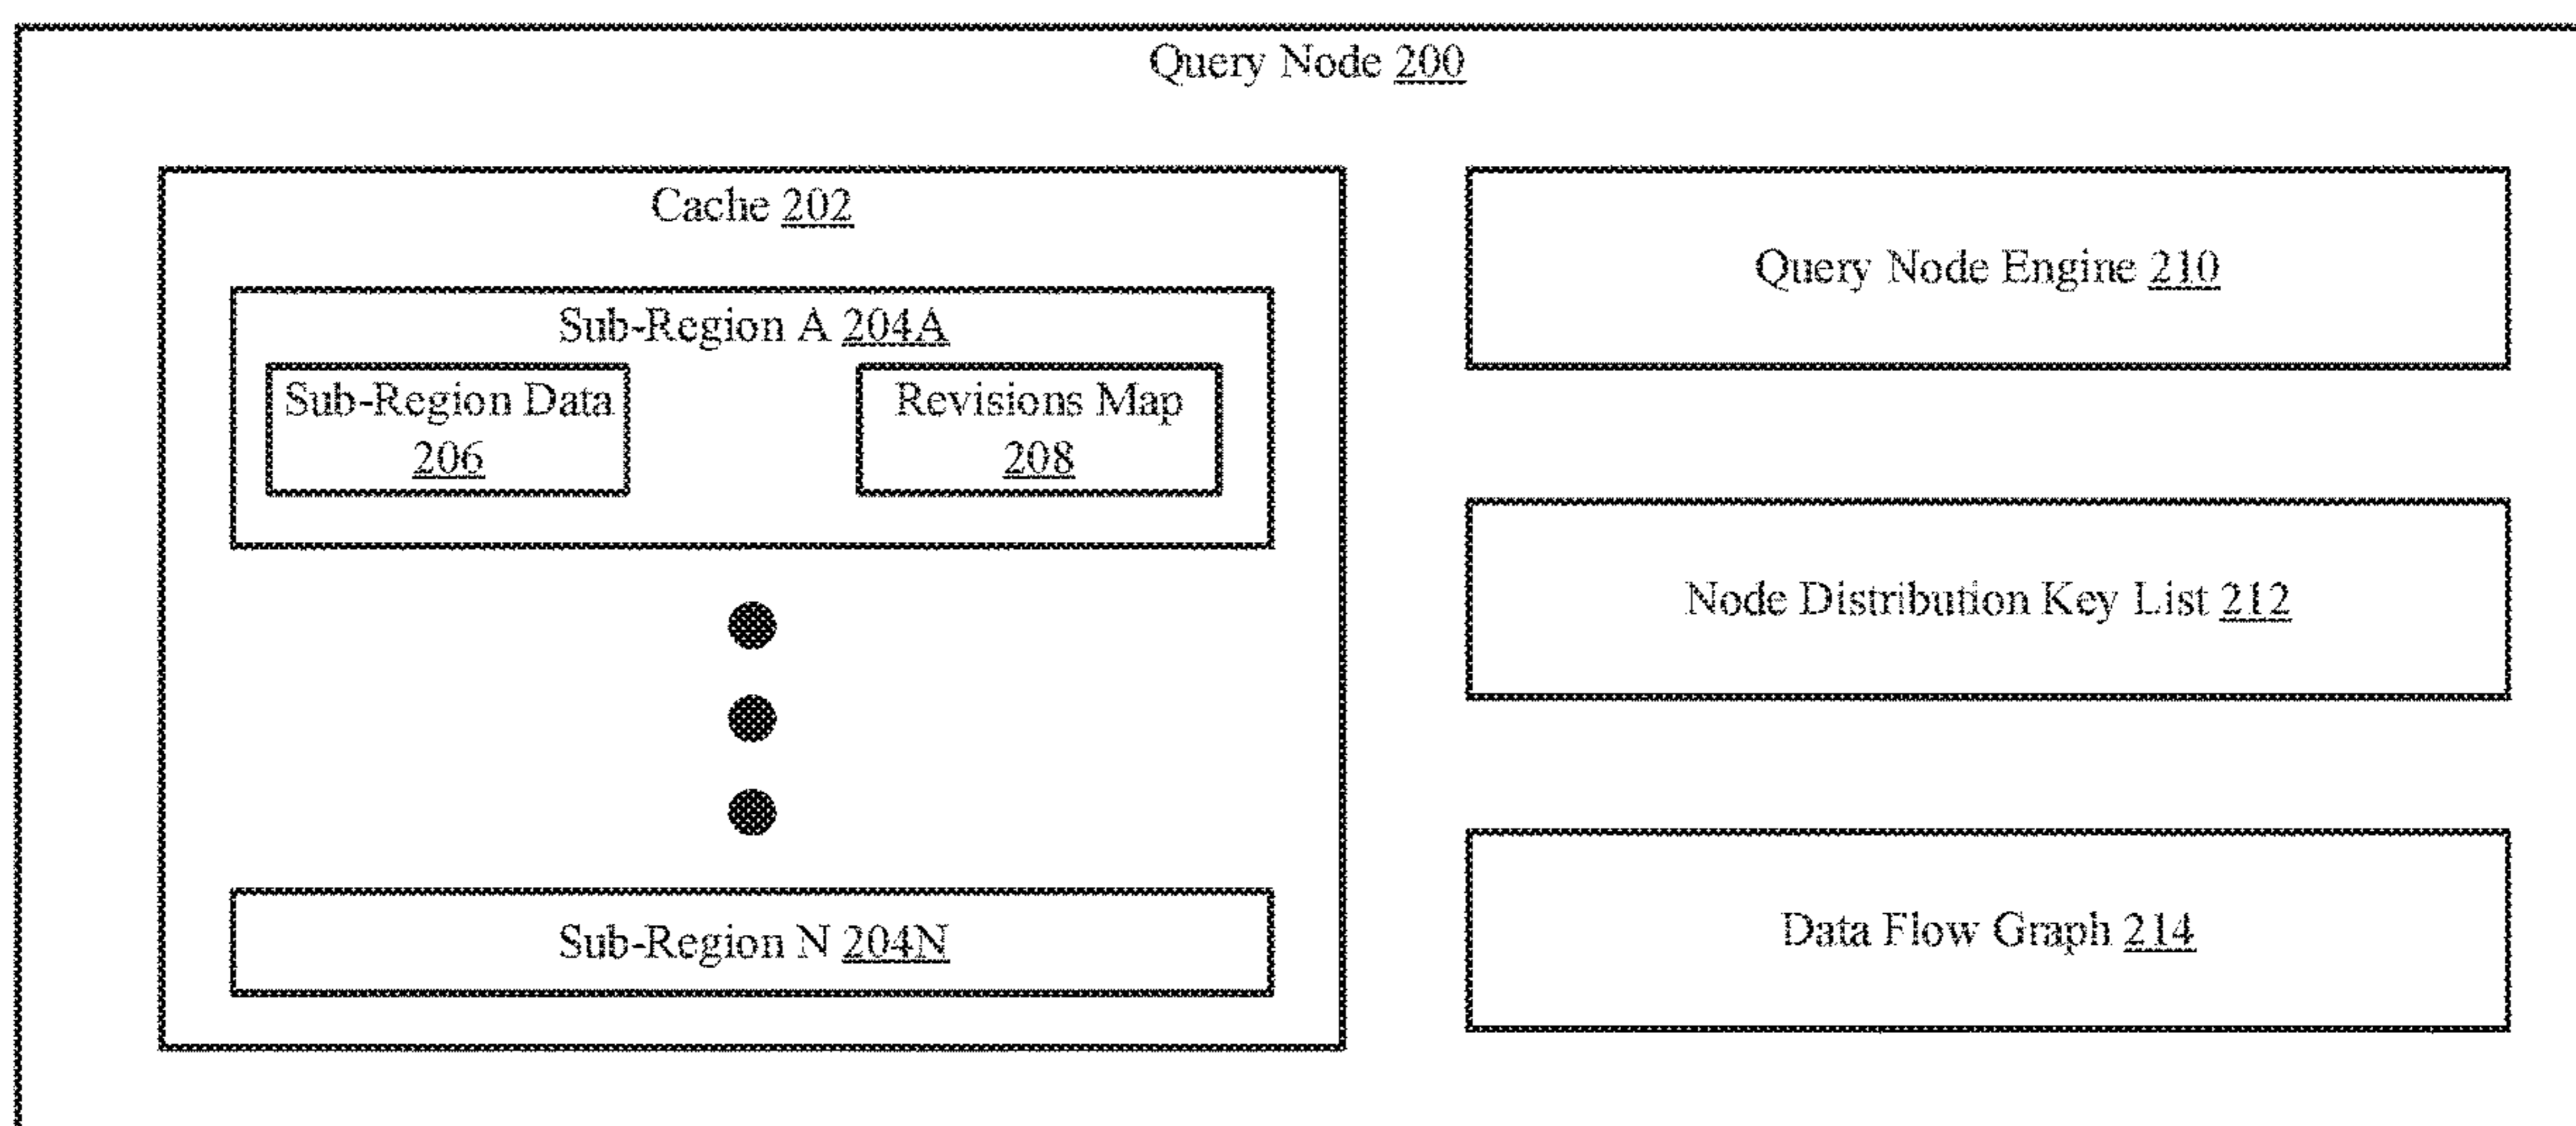 Query Node 200
Cache 202
Sub-Region A 204A
Sub-Region Data
206
Revisions Map
208
Sub-Region N 204N
Query Node Engine 210
Node Distribution Key List 212
Data Flow Graph 214